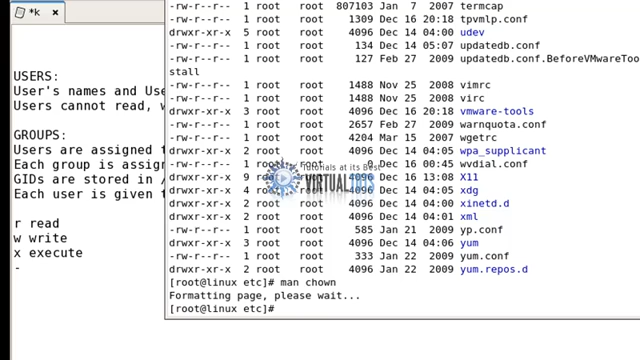 *k ×
USERS:
User's names and Use
Users cannot read, w
GROUPS:
Users are assigned t
Each group is assign
GIDs are stored in /
Each user is given t
r read
w write
x execute
-
-rw-r--r-- 1 root root 807103 Jan 7 2007 termcap
-rw-r--r-- 1 root root 1309 Dec 16 20:18 tpvmlp.conf
drwxr-xr-x 5 root root 4096 Dec 14 04:00 udev
-rw-r--r-- 1 root root 134 Dec 14 05:07 updatedb.conf
-rw-r--r-- 1 root root 127 Feb 27 2009 updatedb.conf.BeforeVMwareToo
stall
-rw-r--r-- 1 root root 1488 Nov 25 2008 vimrc
-rw-r--r-- 1 root root 1488 Nov 25 2008 virc
drwxr-xr-x 3 root root 4096 Dec 16 20:18 vmware-tools
-rw-r--r-- 1 root root 2657 Feb 27 2009 warnquota.conf
-rw-r--r-- 1 root root 4204 Mar 15 2007 wgetrc
drwxr-xr-x 2 root root 4096 Dec 14 04:05 wpa_supplicant
-rw-r--r-- 1 root Dec 16 00:45 wvdial.conf
drwxr-xr-x 9 4096 Dec 16 13:08 X11
drwxr-xr-x 4 4096 Dec 14 04:05 xdg
drwxr-xr-x 2 root root 4096 Dec 14 04:00 xinetd.d
drwxr-xr-x 2 root root 4096 Dec 14 04:01 xml
-rw-r--r-- 1 root root 585 Jan 21 2009 yp.conf
drwxr-xr-x 3 root root 4096 Dec 14 04:06 yum
-rw-r--r-- 1 root root 333 Jan 22 2009 yum.conf
drwxr-xr-x 2 root root 4096 Jan 22 2009 yum.repos.d
[root@linux etc]# man chown
Formatting page, please wait...
[root@linux etc]#
Tutorials at its Best